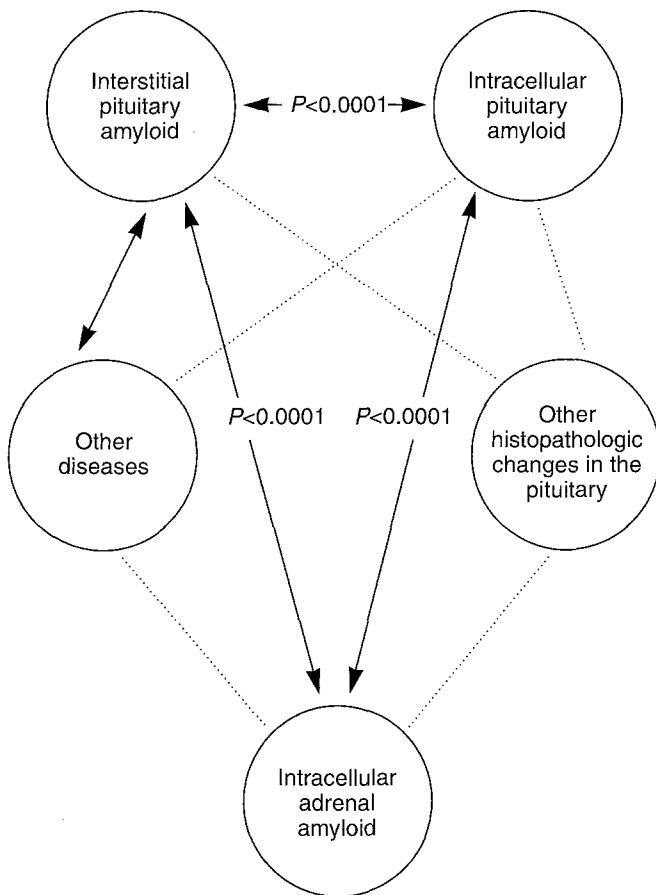 Interstitial
pituitary
amyloid
P<0.0001
Intracellular
pituitary
amyloid
P<0.0001
P<0.0001
Other
diseases
Other
histopathologic
changes in the
pituitary
Intracellular
adrenal
amyloid